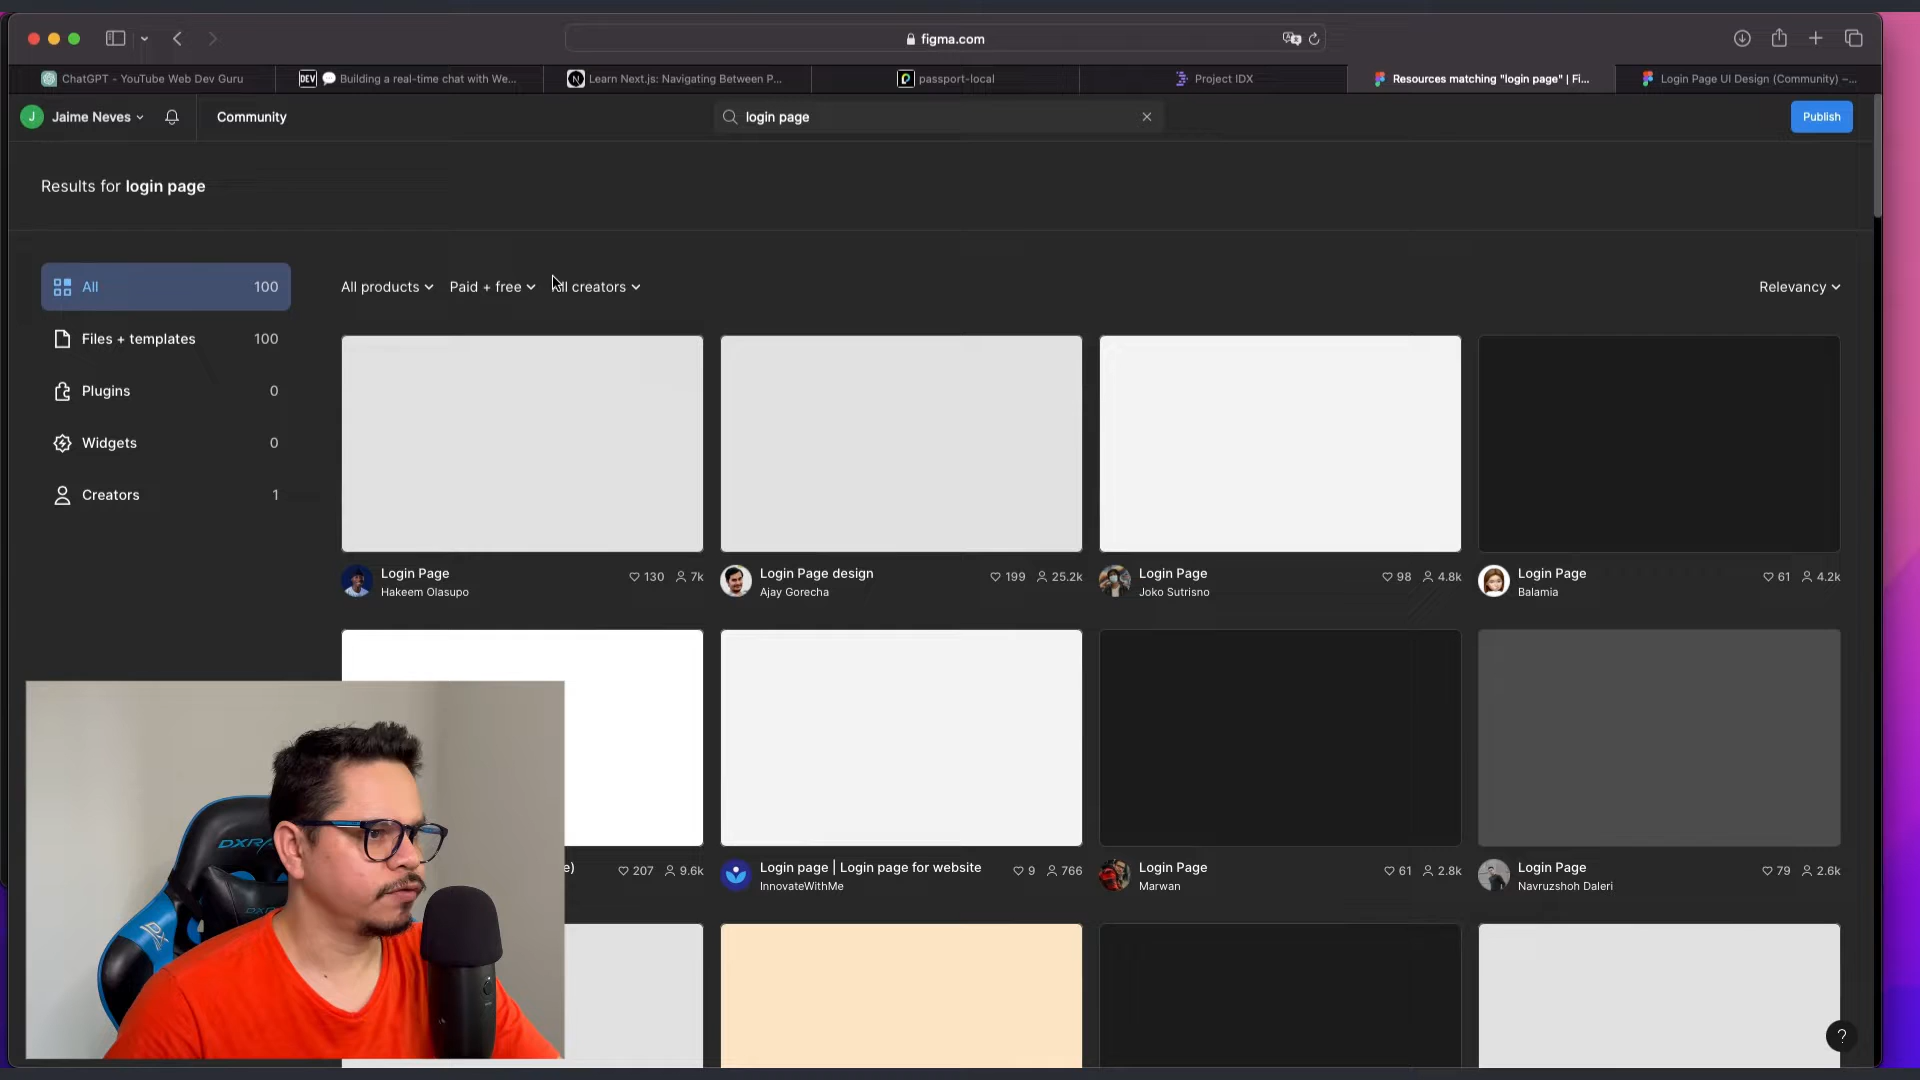 figma.com
ChatGPT - YouTube Web Dev Guru
DEV 💬 Building a real-time chat with We...
Learn Next.js: Navigating Between P...
passport-local
Project IDX
Resources matching "login page" | Fi...
Login Page UI Design (Community) –...
J Jaime Neves
Community
login page
Publish
Results for login page
All 100
Files + templates 100
Plugins 0
Widgets 0
Creators 1
All products
Paid + free
ll creators
Relevancy
Login Page
Hakeem Olasupo
130 7k
Login Page design
Ajay Gorecha
199 25.2k
Login Page
Joko Sutrisno
98 4.8k
Login Page
Balamia
61 4.2k
e)
207 9.6k
Login page | Login page for website
InnovateWithMe
9 766
Login Page
Marwan
61 2.8k
Login Page
Navruzshoh Daleri
79 2.6k
?